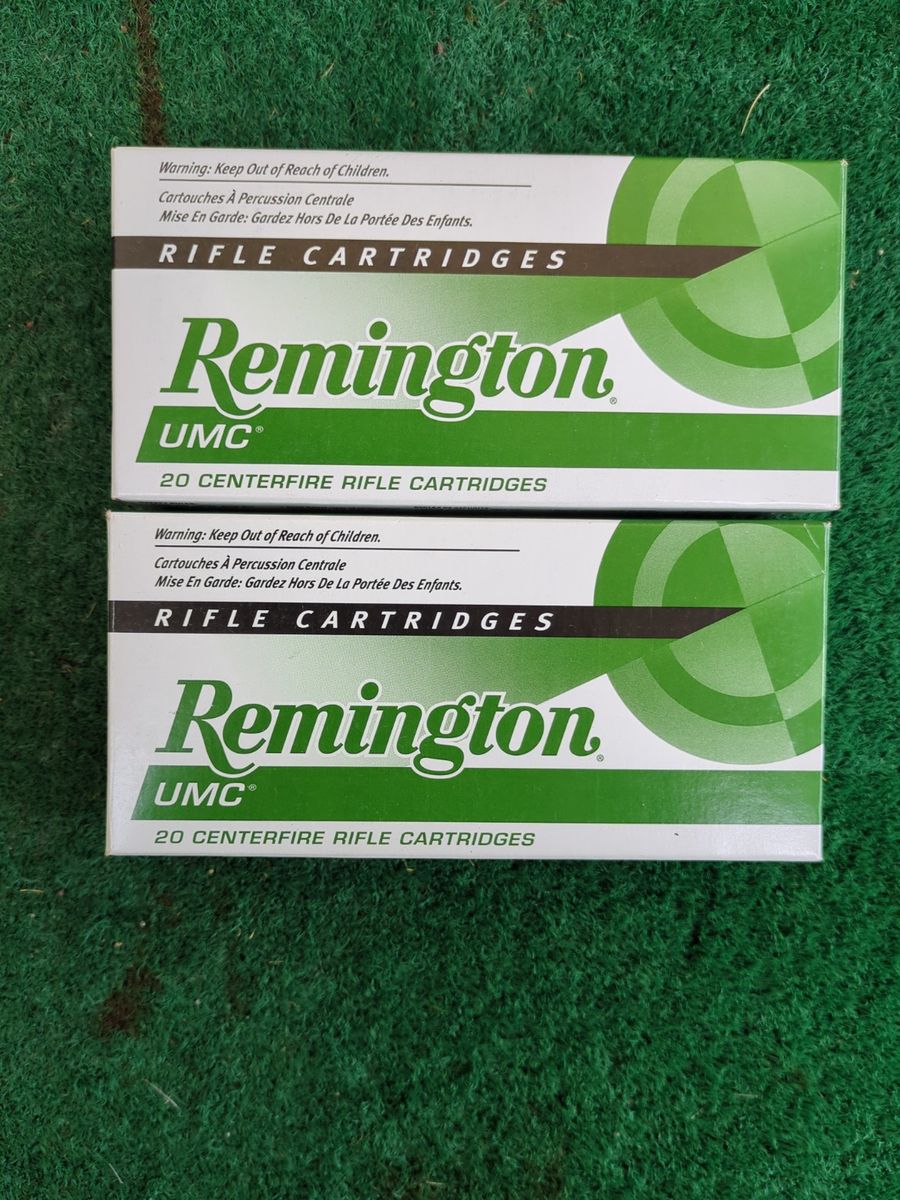 Warning: Keep Out of Reach of Children.
Cartouches À Percussion Centrale
Mise En Garde: Gardez Hors De La Portée Des Enfants.
RIFLE CARTRIDGES
Remington®
UMC®
20 CENTERFIRE RIFLE CARTRIDGES
Warning: Keep Out of Reach of Children.
Cartouches À Percussion Centrale
Mise En Garde: Gardez Hors De La Portée Des Enfants.
RIFLE CARTRIDGES
Remington®
UMC®
20 CENTERFIRE RIFLE CARTRIDGES